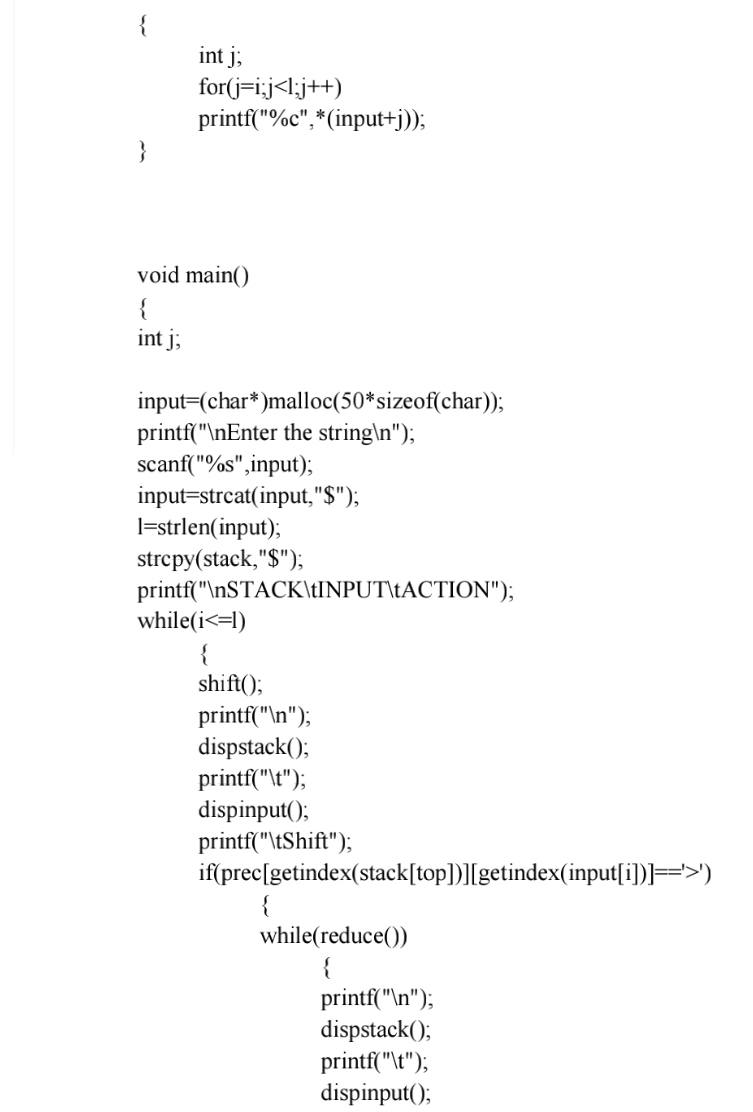 {
int j;
for(j=i;j<l;j++)
printf("%c",*(input+j));
}
void main()
{
int j;
input=(char*)malloc(50*sizeof(char));
printf("\nEnter the string\n");
scanf("%s",input);
input=strcat(input,"$");
l=strlen(input);
strcpy(stack,"$");
printf("\nSTACK\tINPUT\tACTION");
while(i<=l)
{
shift();
printf("\n");
dispstack();
printf("\t");
dispinput();
printf("\tShift");
if(prec[getindex(stack[top])][getindex(input[i])]=='>')
{
while(reduce())
{
printf("\n");
dispstack();
printf("\t");
dispinput();